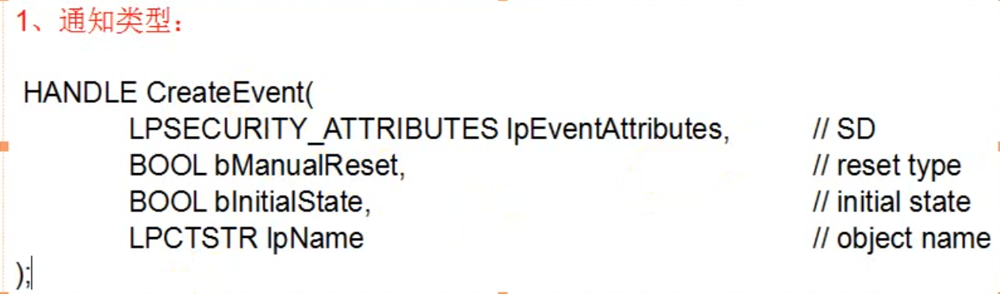 1、通知类型：
HANDLE CreateEvent(
LPSECURITY_ATTRIBUTES lpEventAttributes, // SD
BOOL bManualReset, // reset type
BOOL bInitialState, // initial state
LPCTSTR lpName // object name
);